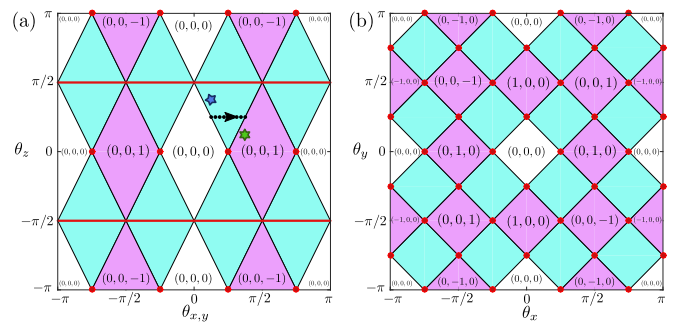 (a)
π
π/2
θz
0
−π/2
−π
(0, 0, 0)
(0, 0, −1)
(0, 0, 0)
(0, 0, −1)
(0, 0, 0)
(0, 0, 0)
(0, 0, 1)
(0, 0, 0)
(0, 0, 1)
(0, 0, 0)
(0, 0, 0)
(0, 0, −1)
(0, 0, 0)
(0, 0, −1)
(0, 0, 0)
−π
−π/2
0
π/2
π
θx,y
(b)
π
π/2
θy
0
−π/2
−π
(0, 0, 0)
(0, −1, 0)
(0, 0, 0)
(0, −1, 0)
(0, 0, 0)
(−1, 0, 0)
(0, 0, −1)
(1, 0, 0)
(0, 0, 1)
(−1, 0, 0)
(0, 0, 0)
(0, 1, 0)
(0, 0, 0)
(0, 1, 0)
(0, 0, 0)
(−1, 0, 0)
(0, 0, 1)
(1, 0, 0)
(0, 0, −1)
(−1, 0, 0)
(0, 0, 0)
(0, −1, 0)
(0, 0, 0)
(0, −1, 0)
(0, 0, 0)
−π
−π/2
0
π/2
π
θx